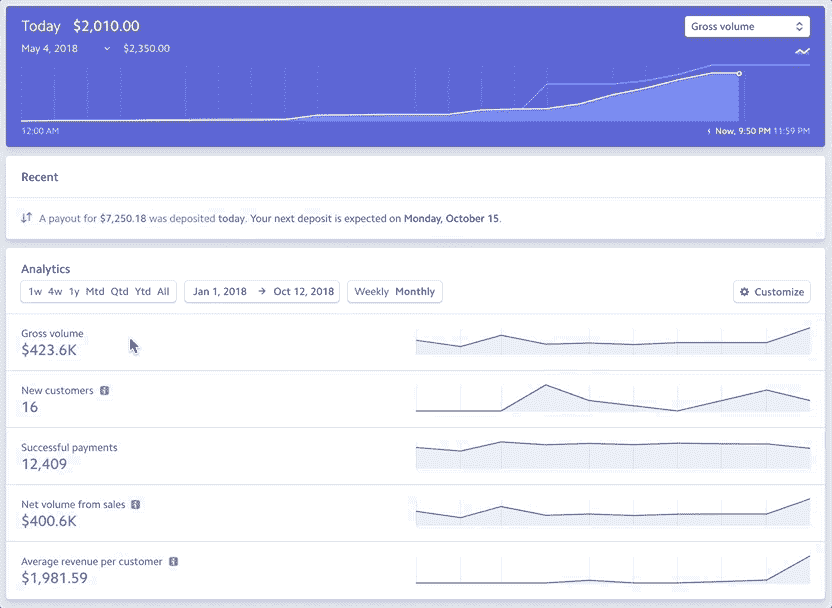 Today $2,010.00 Gross volume
May 4, 2018 $2,350.00
12:00 AM Now, 9:50 PM 11:59 PM
Recent
A payout for $7,250.18 was deposited today. Your next deposit is expected on Monday, October 15.
Analytics
1w 4w 1y Mtd Qtd Ytd All Jan 1, 2018 → Oct 12, 2018 Weekly Monthly Customize
Gross volume
$423.6K
New customers
16
Successful payments
12,409
Net volume from sales
$400.6K
Average revenue per customer
$1,981.59